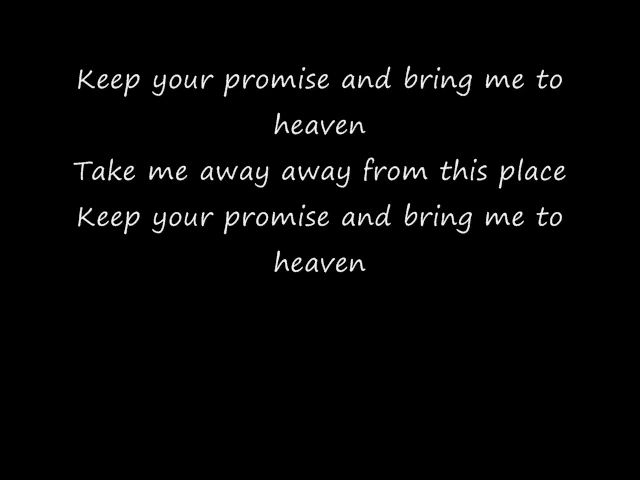 Keep your promise and bring me to
heaven
Take me away away from this place
Keep your promise and bring me to
heaven